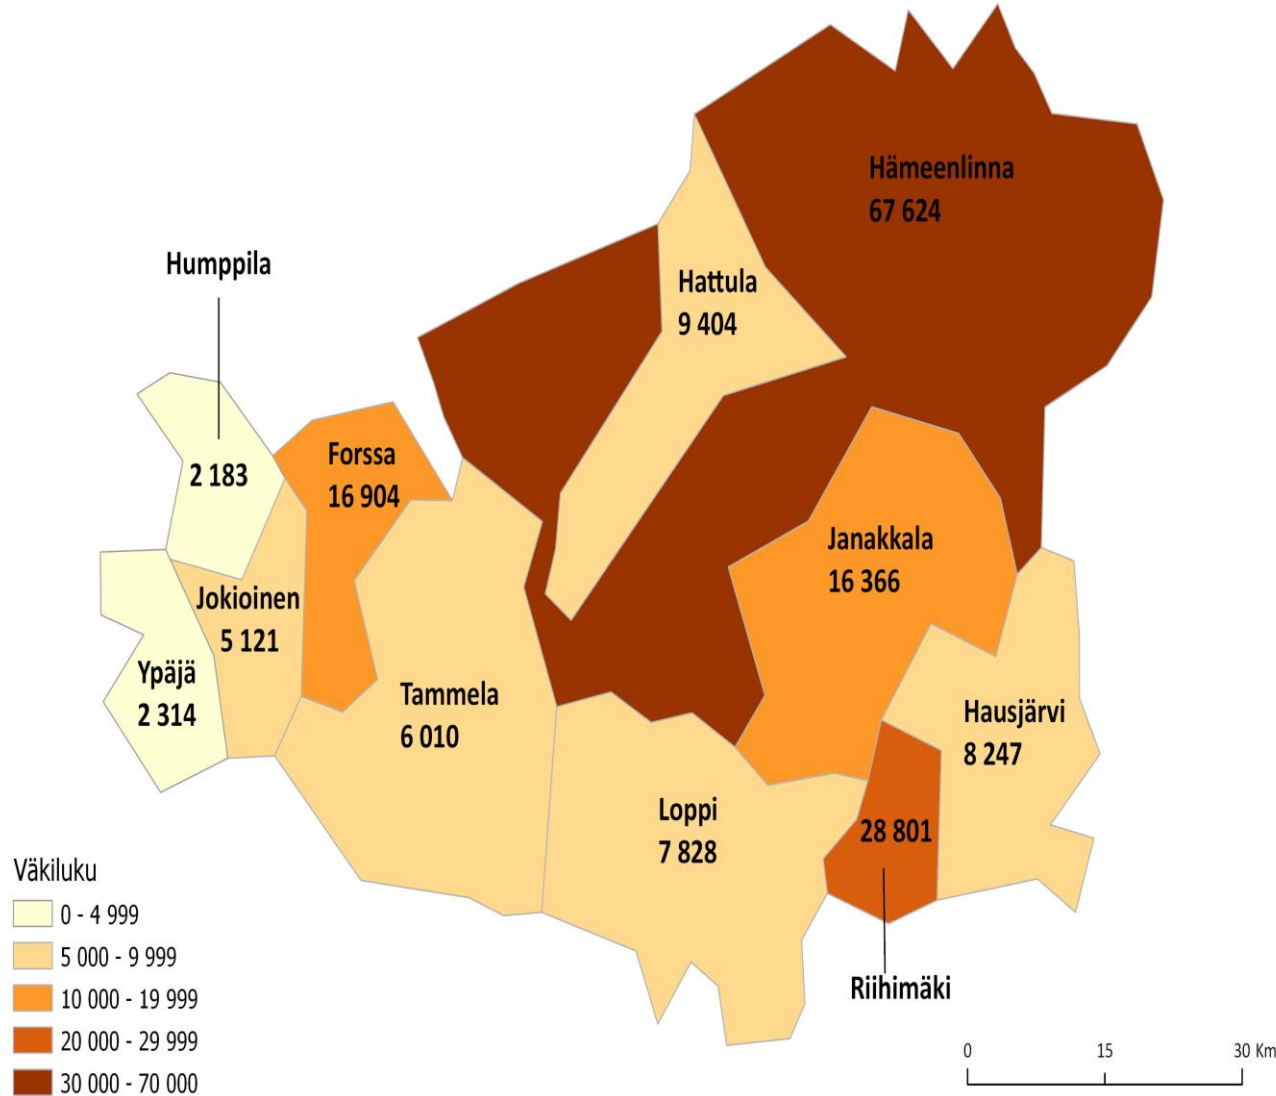 Hämeenlinna
67 624
Humppila
2 183
Hattula
9 404
Forssa
16 904
Janakkala
16 366
Jokioinen
5 121
Ypäjä
2 314
Tammela
6 010
Hausjärvi
8 247
Loppi
7 828
28 801
Riihimäki
Väkiluku
0 - 4 999
5 000 - 9 999
10 000 - 19 999
20 000 - 29 999
30 000 - 70 000
0 15 30 Km